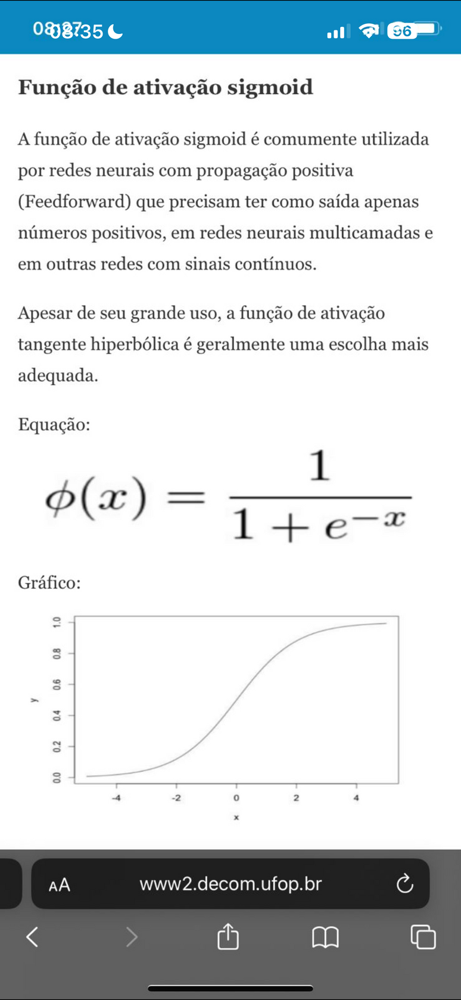 08:35
96
Função de ativação sigmoid
A função de ativação sigmoid é comumente utilizada
por redes neurais com propagação positiva
(Feedforward) que precisam ter como saída apenas
números positivos, em redes neurais multicamadas e
em outras redes com sinais contínuos.
Apesar de seu grande uso, a função de ativação
tangente hiperbólica é geralmente uma escolha mais
adequada.
Equação:
ϕ(x) = 1 / (1 + e^−x)
Gráfico:
1.0
0.8
0.6
y
0.4
0.2
0.0
-4 -2 0 2 4
x
AA www2.decom.ufop.br